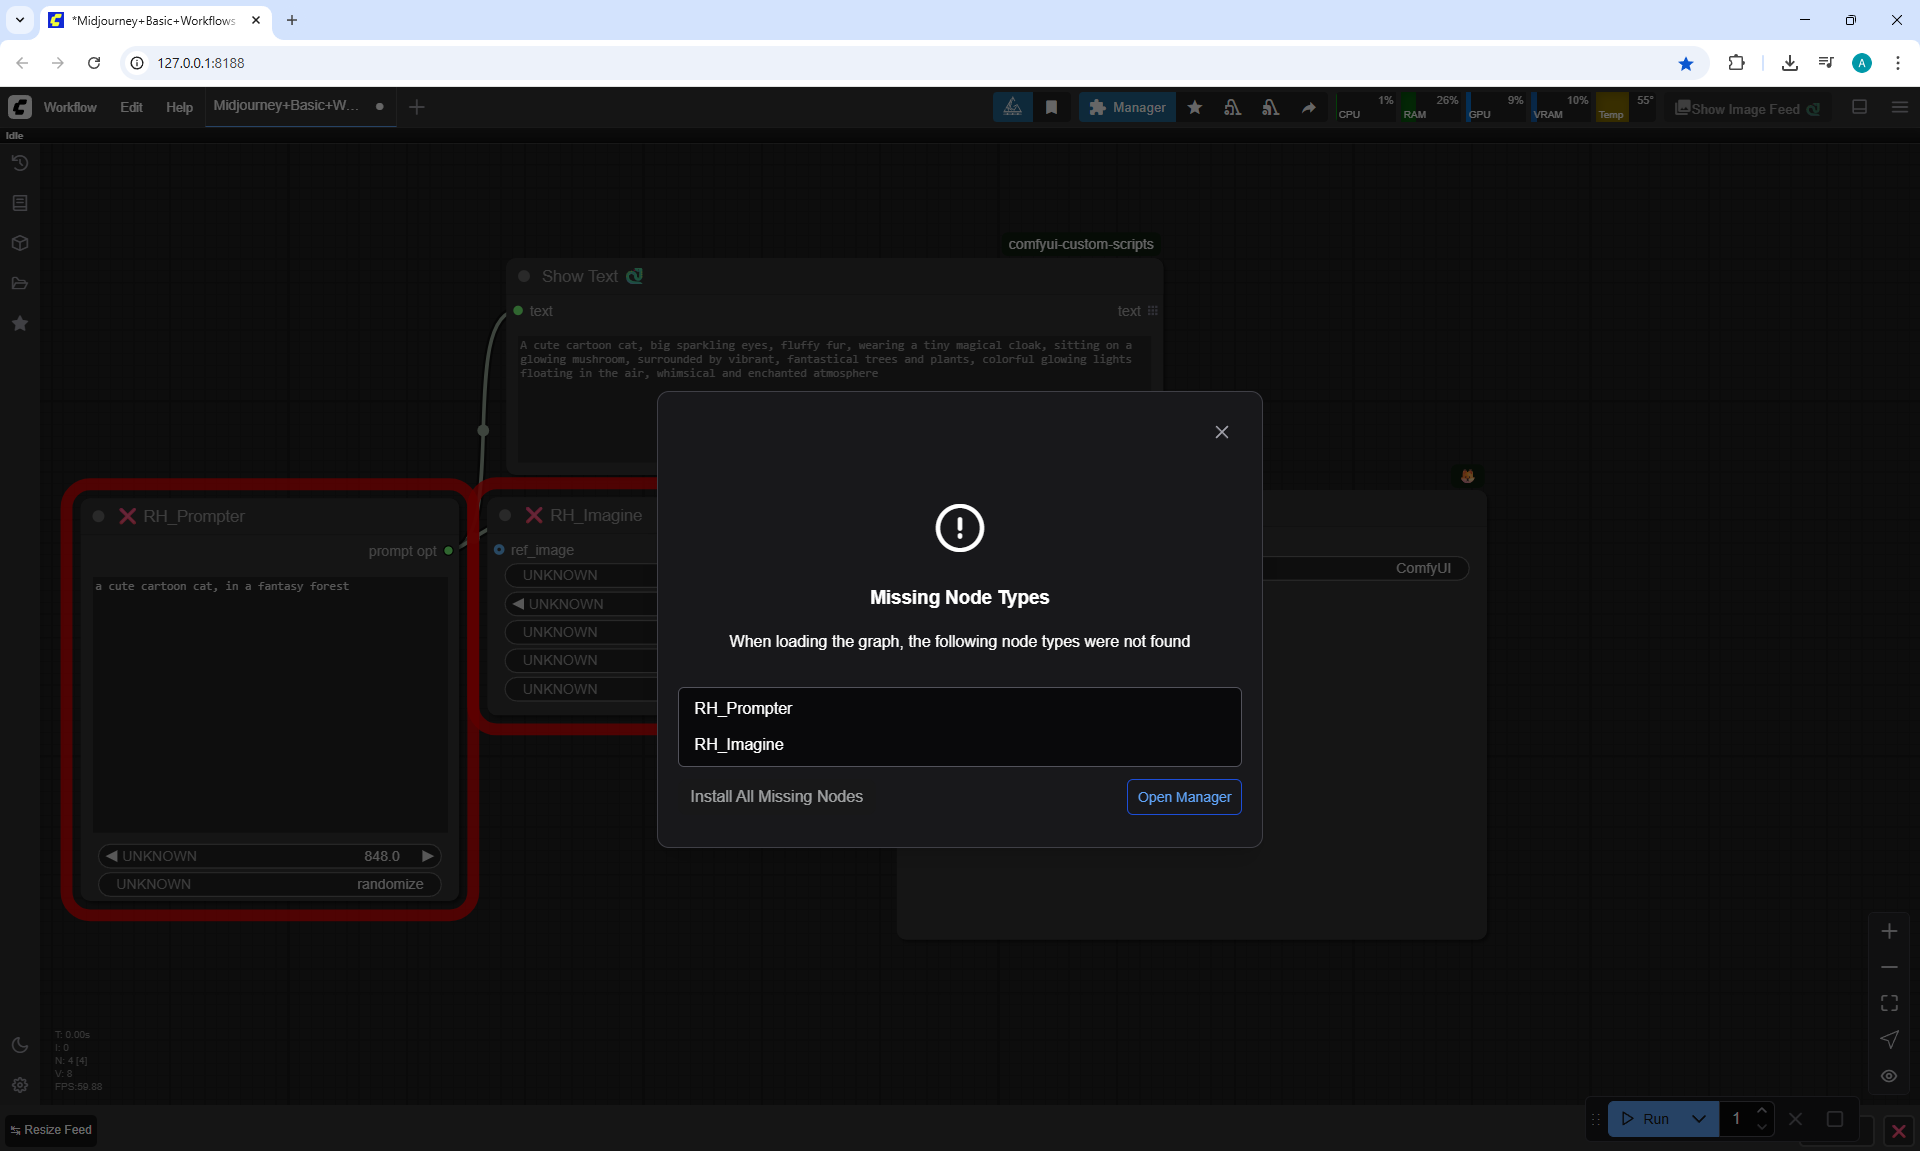 *Midjourney+Basic+Workflows
127.0.0.1:8188
A
Workflow
Edit
Help
Midjourney+Basic+W...
Manager
CPU 1%
RAM 26%
GPU 9%
VRAM 10%
Temp 55°
Show Image Feed
Idle
comfyui-custom-scripts
Show Text
text
text
A cute cartoon cat, big sparkling eyes, fluffy fur, wearing a tiny magical cloak, sitting on a
glowing mushroom, surrounded by vibrant, fantastical trees and plants, colorful glowing lights
floating in the air, whimsical and enchanted atmosphere
RH_Prompter
prompt opt
a cute cartoon cat, in a fantasy forest
UNKNOWN 848.0
UNKNOWN randomize
RH_Imagine
ref_image
UNKNOWN
UNKNOWN
UNKNOWN
UNKNOWN
UNKNOWN
ComfyUI
Missing Node Types
When loading the graph, the following node types were not found
RH_Prompter
RH_Imagine
Install All Missing Nodes
Open Manager
T: 0.00s
I: 0
N: 4 [4]
V: 8
FPS:59.88
Resize Feed
Run
1